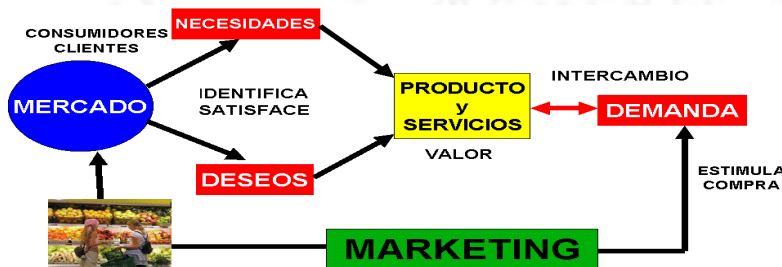 CONSUMIDORES
CLIENTES
NECESIDADES
MERCADO
IDENTIFICA
SATISFACE
DESEOS
PRODUCTO
y
SERVICIOS
VALOR
INTERCAMBIO
DEMANDA
ESTIMULA
COMPRA
MARKETING